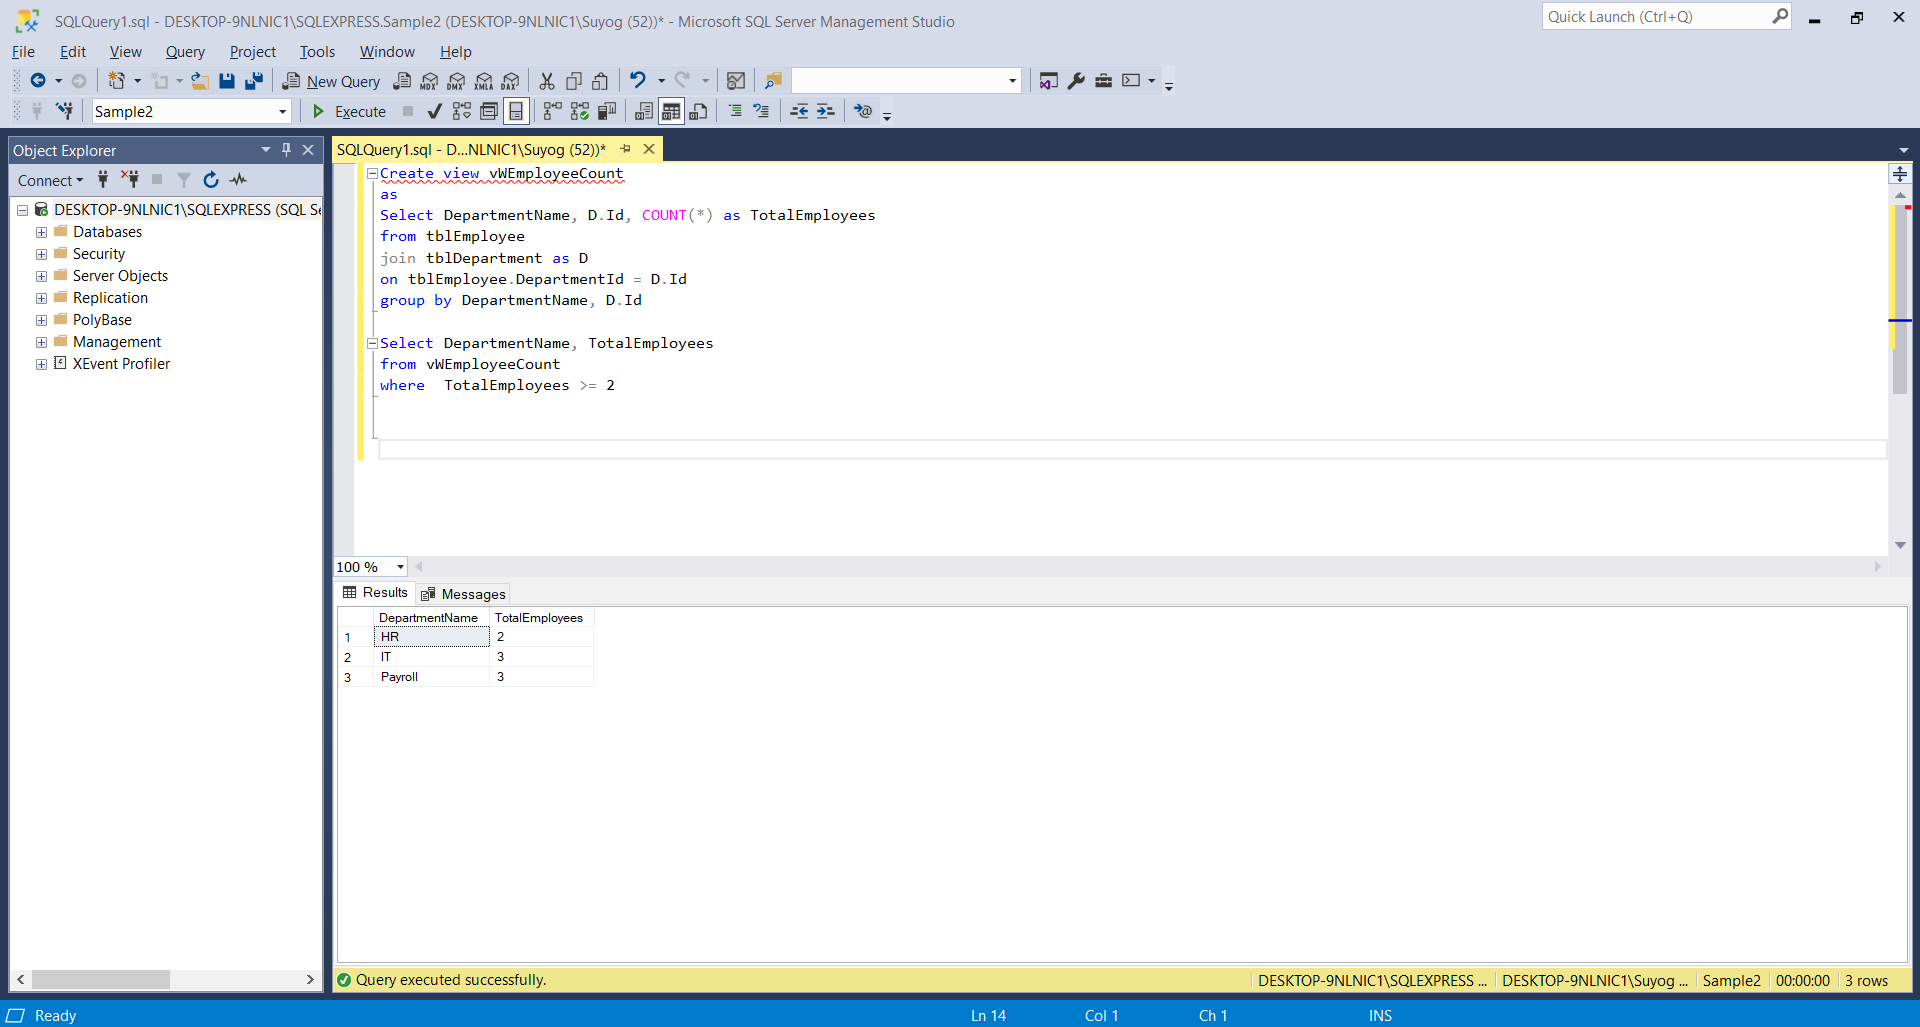 SQLQuery1.sql - DESKTOP-9NLNIC1\SQLEXPRESS.Sample2 (DESKTOP-9NLNIC1\Suyog (52))* - Microsoft SQL Server Management Studio
Quick Launch (Ctrl+Q)
File Edit View Query Project Tools Window Help
New Query MDX DMX XMLA DAX
Sample2 Execute
Object Explorer
Connect
DESKTOP-9NLNIC1\SQLEXPRESS (SQL Se
Databases
Security
Server Objects
Replication
PolyBase
Management
XEvent Profiler
SQLQuery1.sql - D...NLNIC1\Suyog (52))*
Create view vWEmployeeCount
as
Select DepartmentName, D.Id, COUNT(*) as TotalEmployees
from tblEmployee
join tblDepartment as D
on tblEmployee.DepartmentId = D.Id
group by DepartmentName, D.Id
Select DepartmentName, TotalEmployees
from vWEmployeeCount
where  TotalEmployees >= 2
100 %
Results Messages
DepartmentName TotalEmployees
1 HR 2
2 IT 3
3 Payroll 3
Query executed successfully.
DESKTOP-9NLNIC1\SQLEXPRESS ... DESKTOP-9NLNIC1\Suyog ... Sample2 00:00:00 3 rows
Ready Ln 14 Col 1 Ch 1 INS